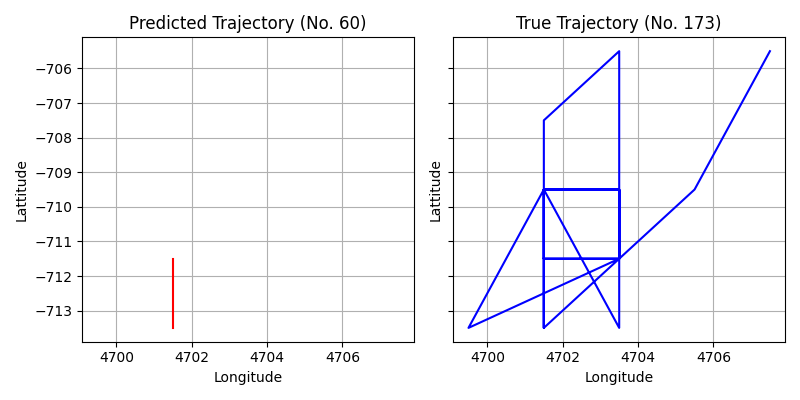 Predicted Trajectory (No. 60)
True Trajectory (No. 173)
−706
−707
−708
−709
−710
−711
−712
−713
Lattitude
Lattitude
4700
4702
4704
4706
4700
4702
4704
4706
Longitude
Longitude